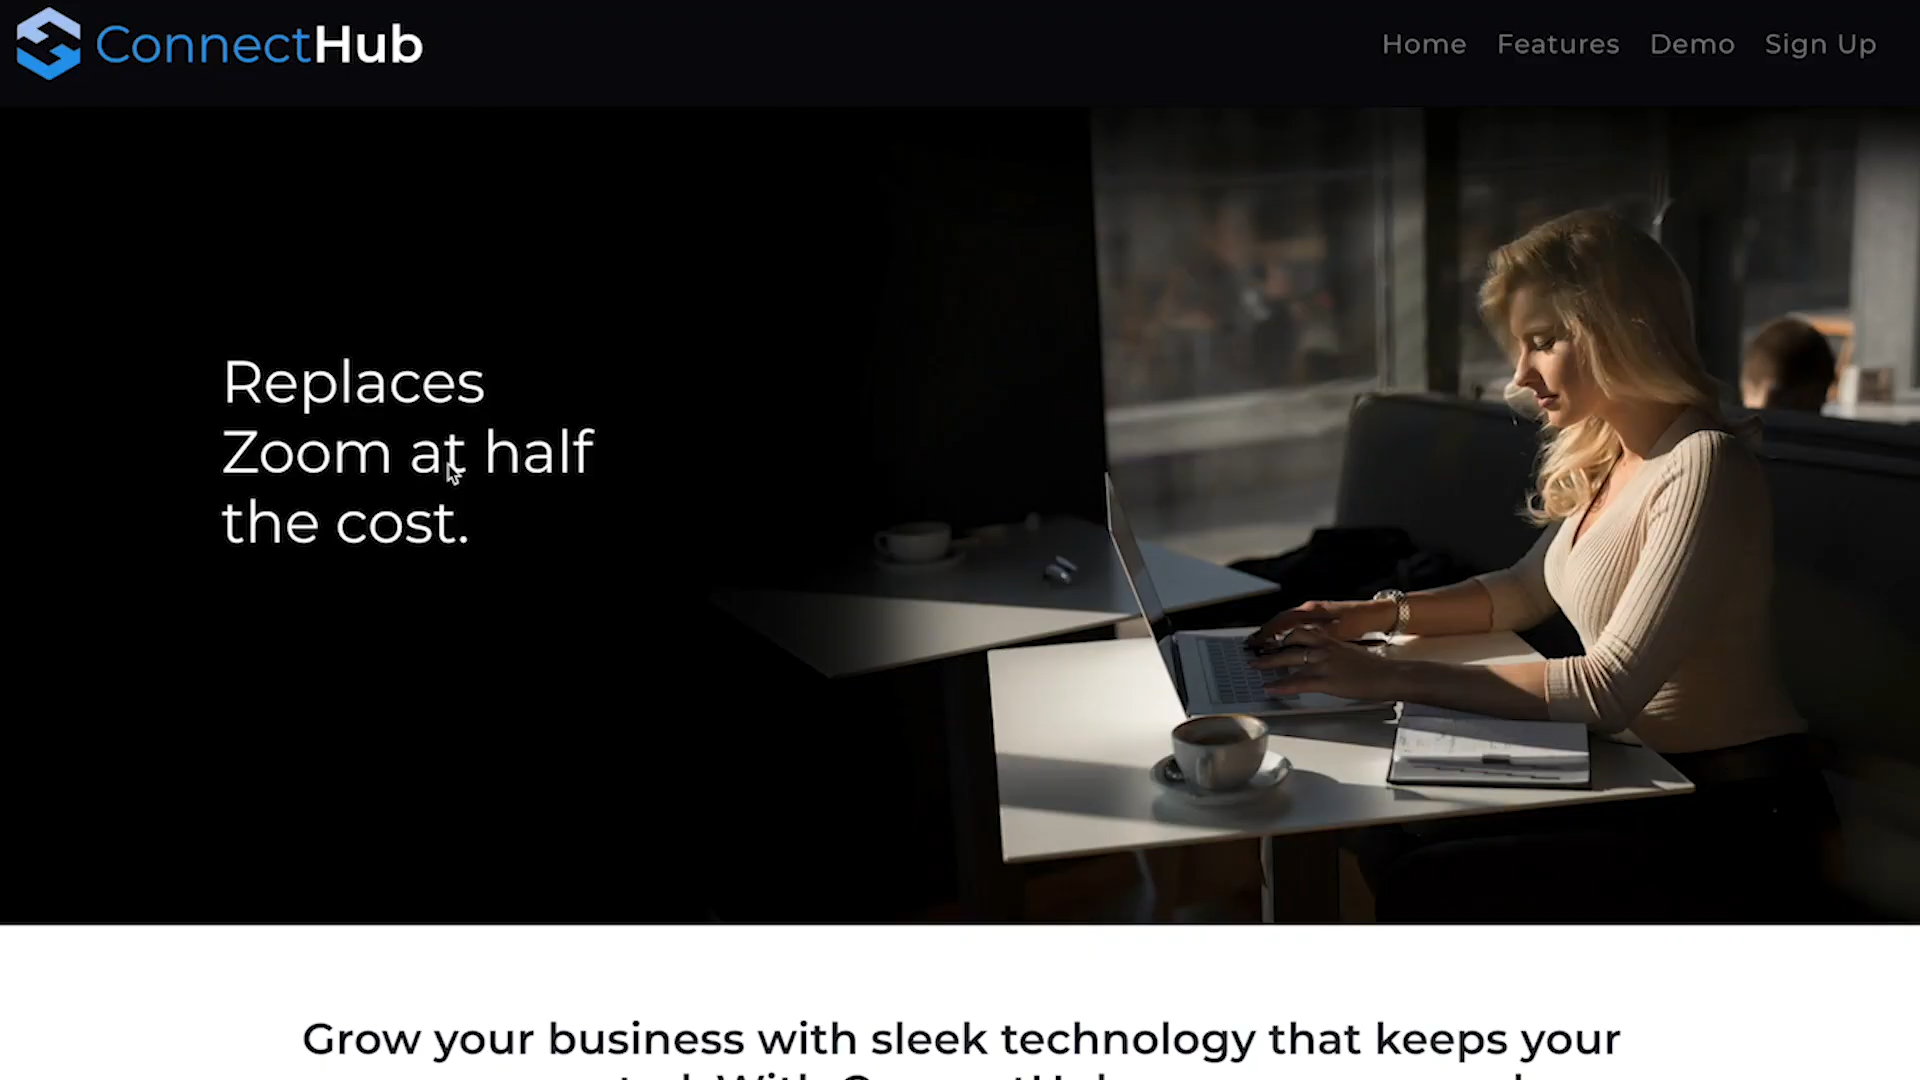 ConnectHub
Home Features Demo Sign Up
Replaces
Zoom at half
the cost.
Grow your business with sleek technology that keeps your